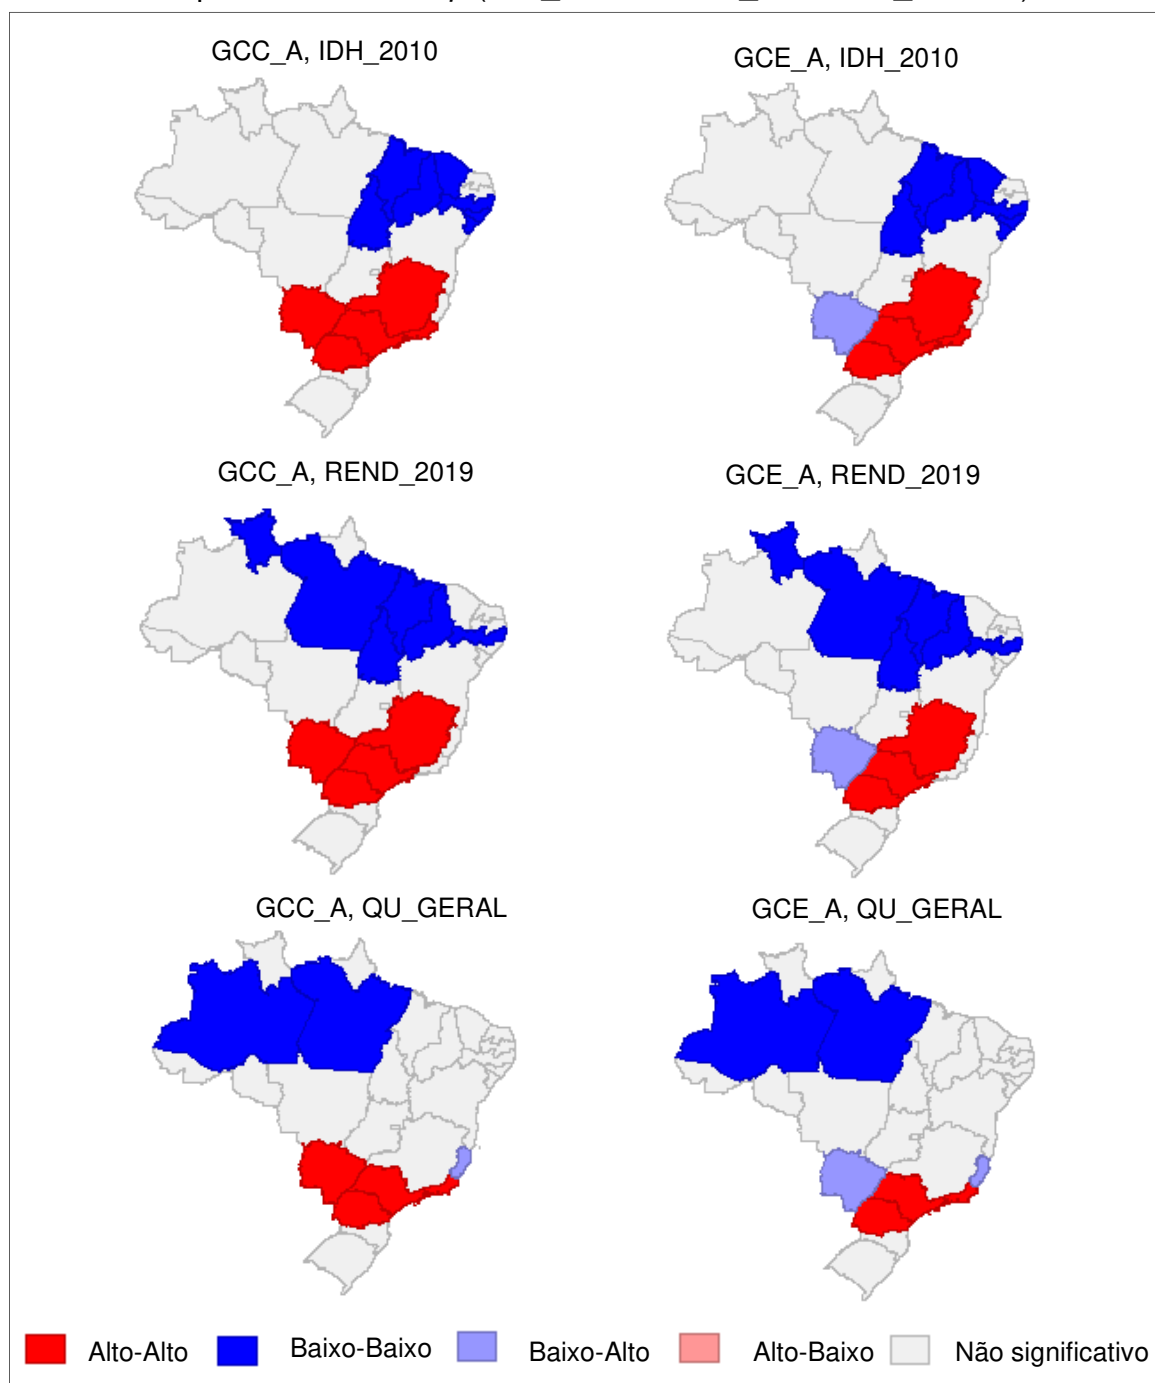 GCC_A, IDH_2010
GCE_A, IDH_2010
GCC_A, REND_2019
GCE_A, REND_2019
GCC_A, QU_GERAL
GCE_A, QU_GERAL
Alto-Alto
Baixo-Baixo
Baixo-Alto
Alto-Baixo
Não significativo